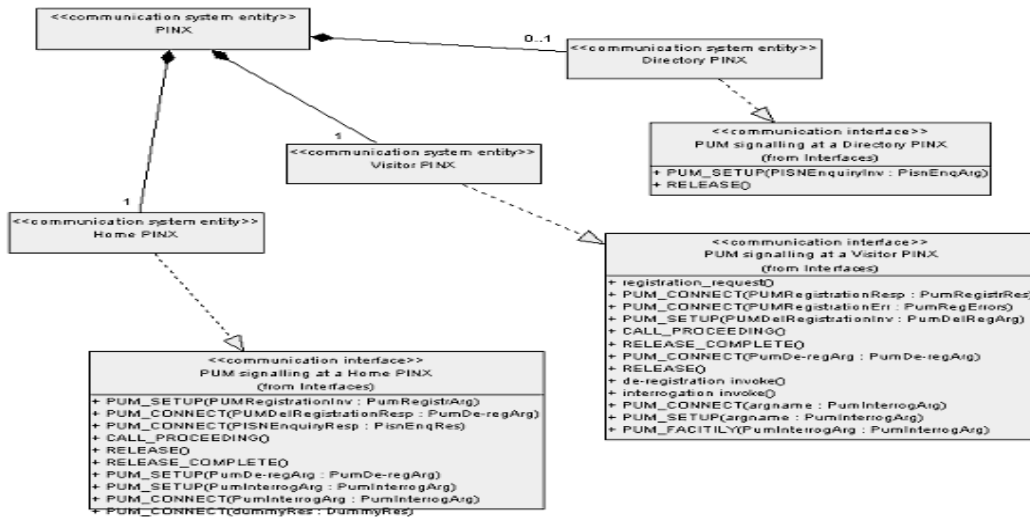 <<communication system entity>>
PINX
0..1
<<communication system entity>>
Directory PINX
<<communication interface>>
PUM signalling at a Directory PINX
(from Interfaces)
+ PUM_SETUP(PISNEnquiryInv : PisnEnqArg)
+ RELEASE()
1
<<communication system entity>>
Visitor PINX
1
<<communication system entity>>
Home PINX
<<communication interface>>
PUM signalling at a Visitor PINX
(from Interfaces)
+ registration_request()
+ PUM_CONNECT(PUMRegistrationResp : PumRegistrRes)
+ PUM_CONNECT(PUMRegistrationErr : PumRegErrors)
+ PUM_SETUP(PUMDelRegistrationInv : PumDelRegArg)
+ CALL_PROCEEDING()
+ RELEASE_COMPLETE()
+ PUM_CONNECT(PumDe-regArg : PumDe-regArg)
+ RELEASE()
+ de-registration invoke()
+ interrogation invoke()
+ PUM_CONNECT(argname : PumInterrogArg)
+ PUM_SETUP(argname : PumInterrogArg)
+ PUM_FACITILY(PumInterrogArg : PumInterrogArg)
<<communication interface>>
PUM signalling at a Home PINX
(from Interfaces)
+ PUM_SETUP(PUMRegistrationInv : PumRegistrArg)
+ PUM_CONNECT(PUMDelRegistrationResp : PumDe-regArg)
+ PUM_CONNECT(PISNEnquiryResp : PisnEnqRes)
+ CALL_PROCEEDING()
+ RELEASE()
+ RELEASE_COMPLETE()
+ PUM_SETUP(PumDe-regArg : PumDe-regArg)
+ PUM_SETUP(PumInterrogArg : PumInterrogArg)
+ PUM_CONNECT(PumInterrogArg : PumInterrogArg)
+ PUM_CONNECT(dummyRes : DummyRes)